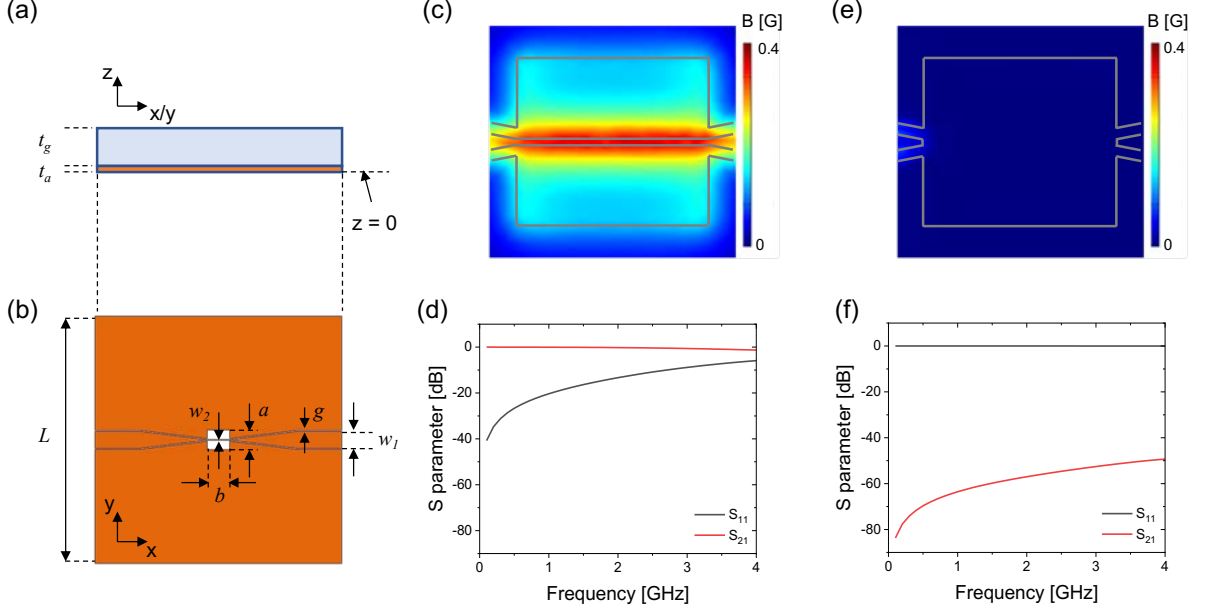 (a)
z
x/y
t_g
t_a
z = 0
(b)
L
w_2
a
g
w_1
b
y
x
(c)
B [G]
0.4
0
(d)
S parameter [dB]
0
-20
-40
-60
-80
S_11
S_21
0
1
2
3
4
Frequency [GHz]
(e)
B [G]
0.4
0
(f)
S parameter [dB]
0
-20
-40
-60
-80
S_11
S_21
0
1
2
3
4
Frequency [GHz]